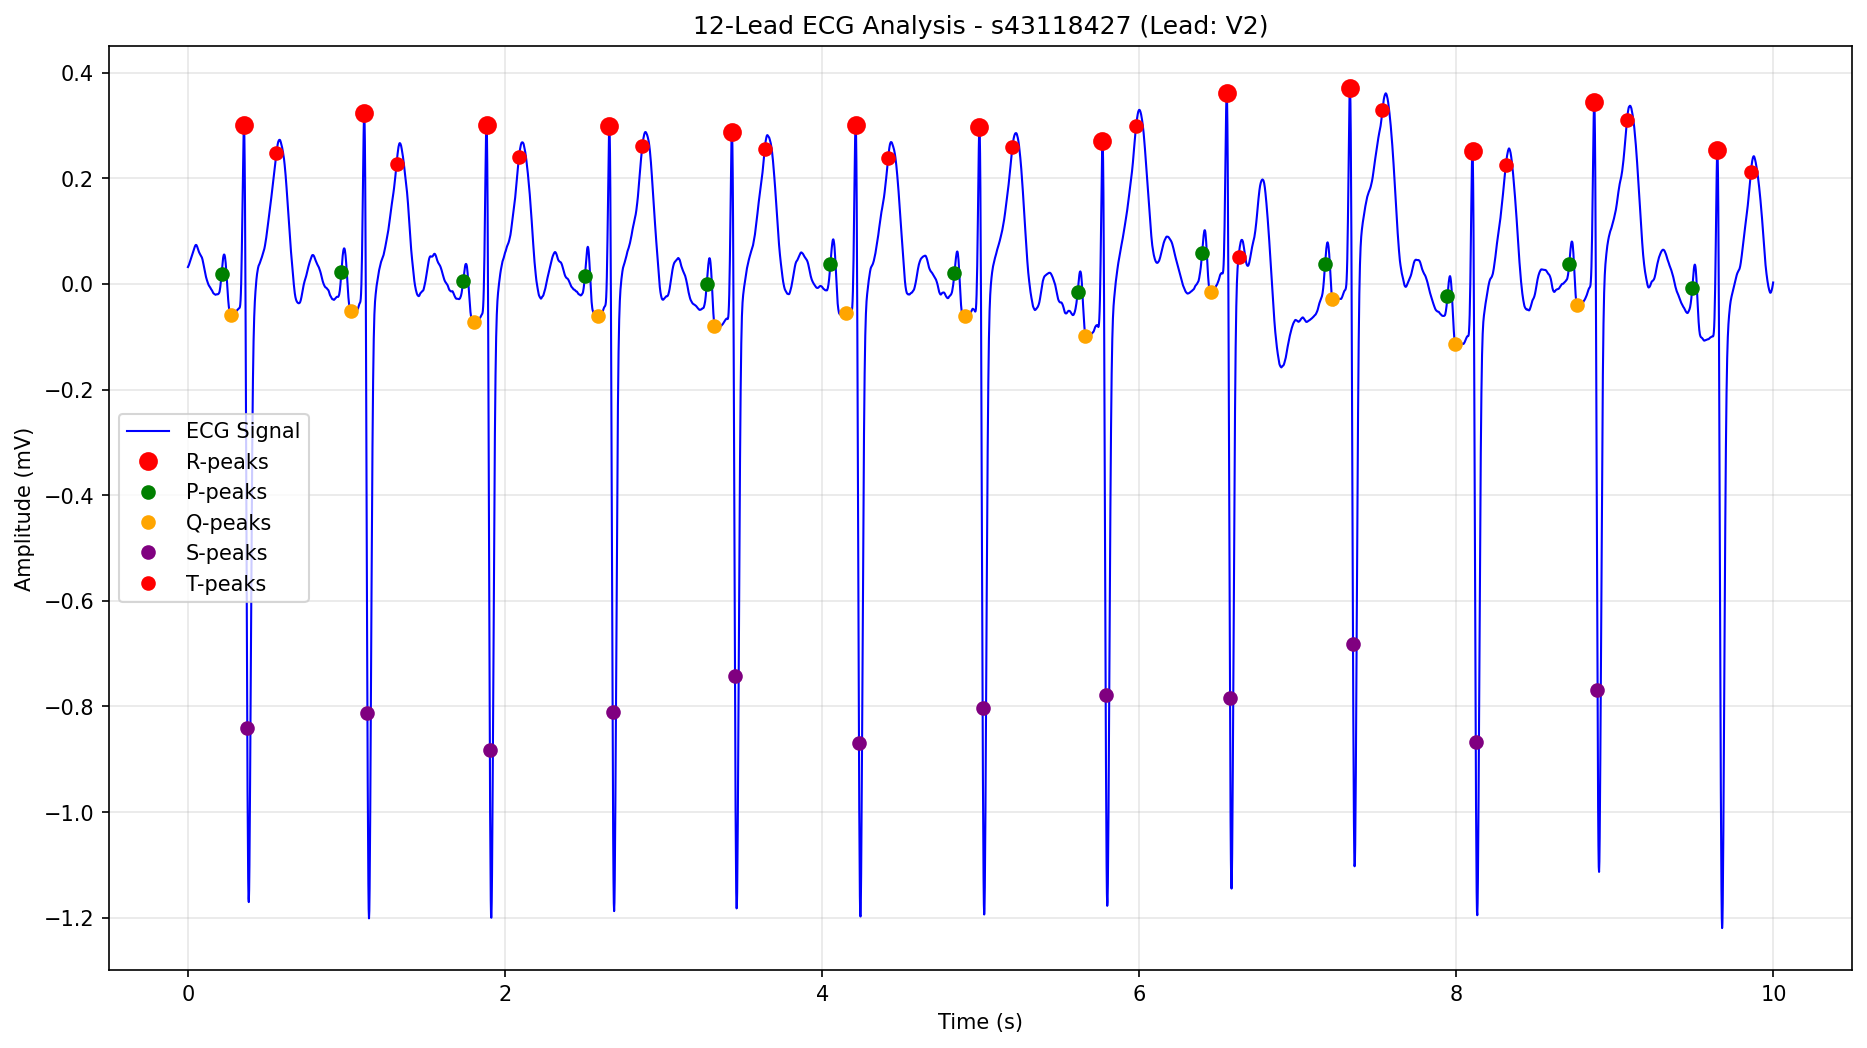 12-Lead ECG Analysis - s43118427 (Lead: V2)
Amplitude (mV)
0.4
0.2
0.0
−0.2
−0.4
−0.6
−0.8
−1.0
−1.2
ECG Signal
R-peaks
P-peaks
Q-peaks
S-peaks
T-peaks
0
2
4
6
8
10
Time (s)